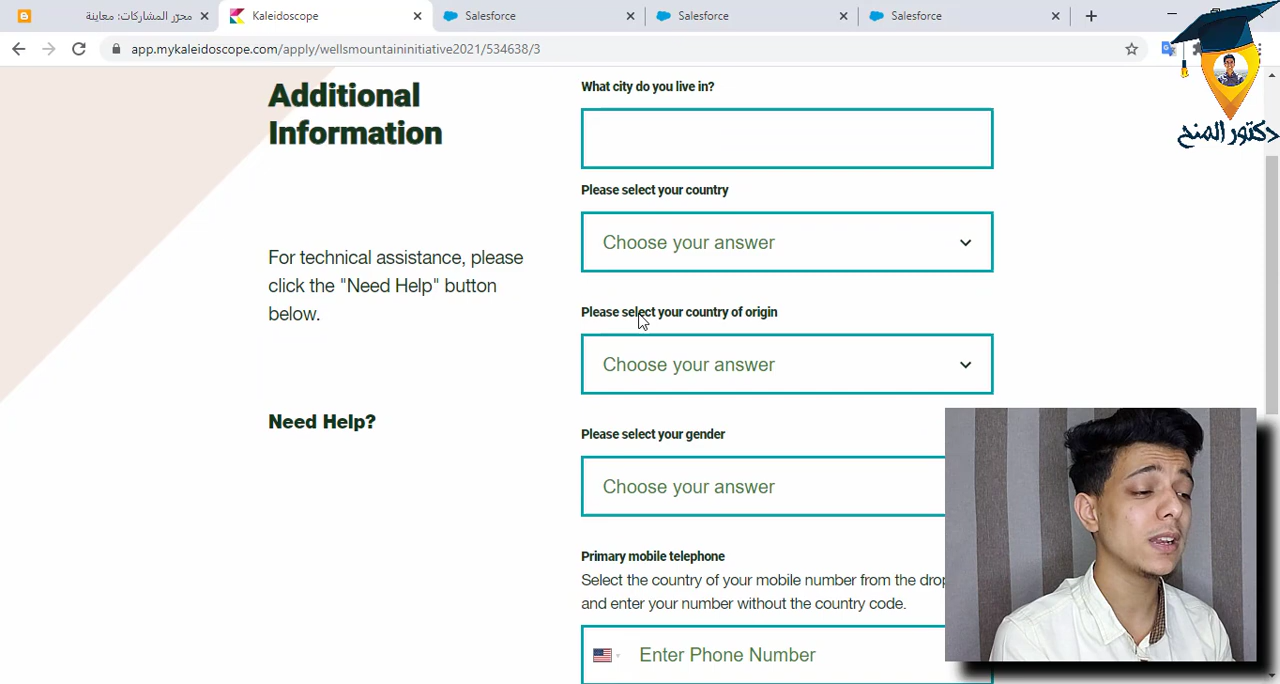 محرّر المشاركات: معاينة
Kaleidoscope
Salesforce
Salesforce
Salesforce
app.mykaleidoscope.com/apply/wellsmountaininitiative2021/534638/3
دكتور المنح
Additional
Information
For technical assistance, please
click the "Need Help" button
below.
Need Help?
What city do you live in?
Please select your country
Choose your answer
Please select your country of origin
Choose your answer
Please select your gender
Choose your answer
Primary mobile telephone
Select the country of your mobile number from the drop
and enter your number without the country code.
Enter Phone Number